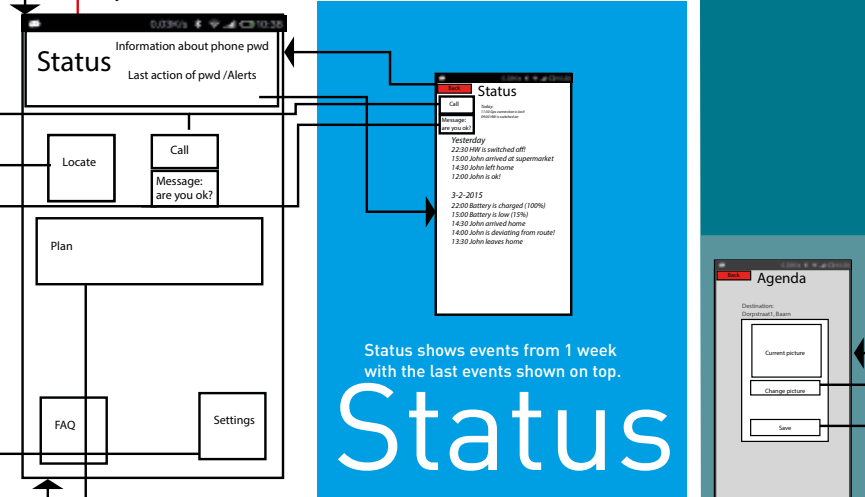 0,03K/s 10:38
Status
Information about phone pwd
Last action of pwd /Alerts
Locate
Call
Message:
are you ok?
Plan
FAQ
Settings
Back
Status
Call
Message:
are you ok?
Today:
Yesterday
22:30 HW is switched off!
15:00 John arrived at supermarket
14:30 John left home
12:00 John is ok!
3-2-2015
22:00 Battery is charged (100%)
15:00 Battery is low (15%)
14:30 John arrived home
14:00 John is deviating from route!
13:30 John leaves home
Status shows events from 1 week
with the last events shown on top.
Status
Back
Agenda
Destination:
Dorpstraat1, Baarn
Current picture
Change picture
Save